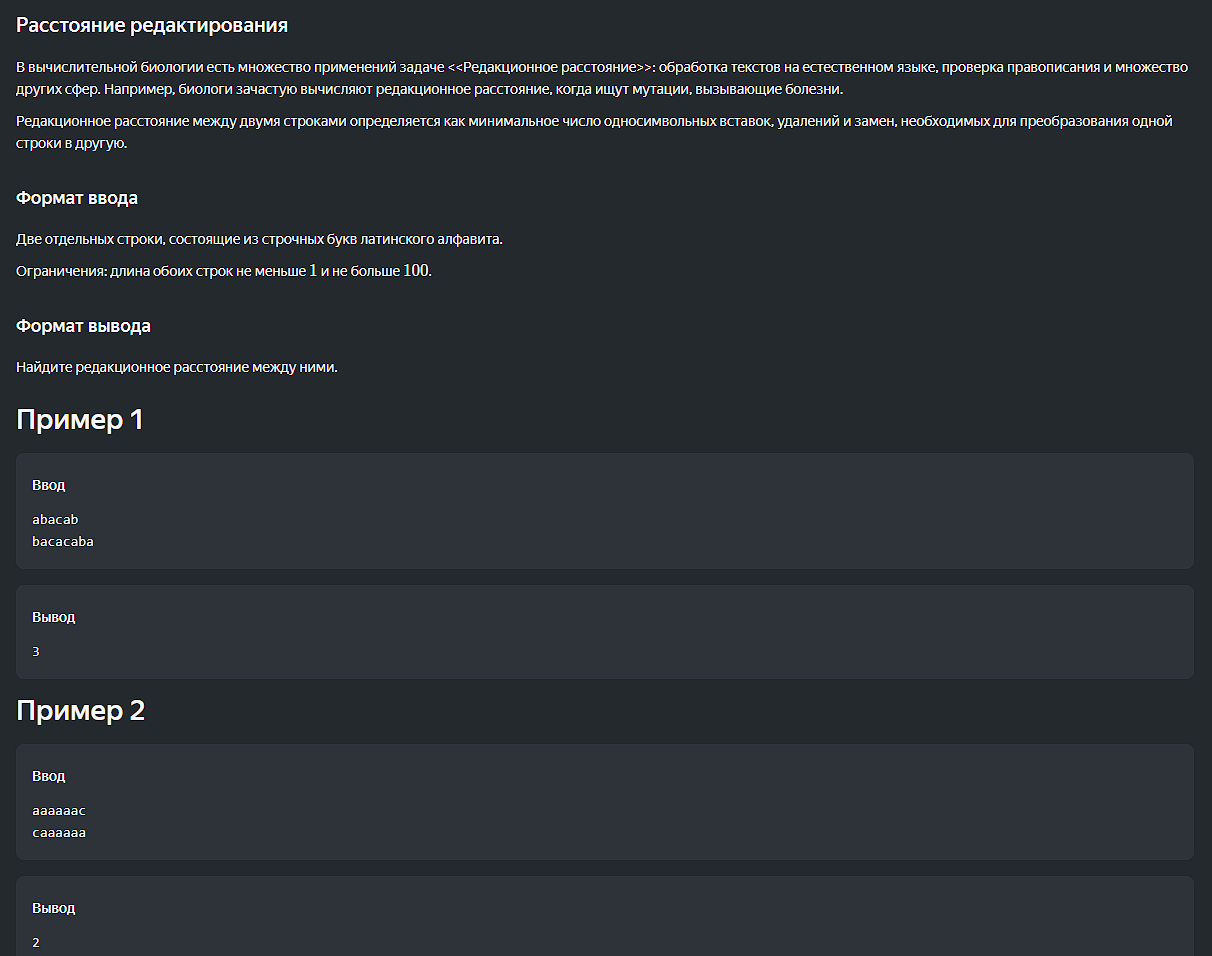 Расстояние редактирования
В вычислительной биологии есть множество применений задаче <<Редакционное расстояние>>: обработка текстов на естественном языке, проверка правописания и множество
других сфер. Например, биологи зачастую вычисляют редакционное расстояние, когда ищут мутации, вызывающие болезни.
Редакционное расстояние между двумя строками определяется как минимальное число односимвольных вставок, удалений и замен, необходимых для преобразования одной
строки в другую.
Формат ввода
Две отдельных строки, состоящие из строчных букв латинского алфавита.
Ограничения: длина обоих строк не меньше 1 и не больше 100.
Формат вывода
Найдите редакционное расстояние между ними.
Пример 1
Ввод
abacab
bacacaba
Вывод
3
Пример 2
Ввод
aaaaaac
caaaaaa
Вывод
2